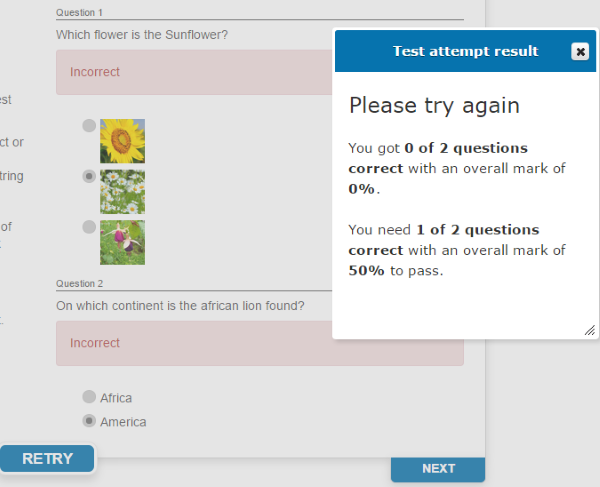 Question 1
Which flower is the Sunflower?
Incorrect
est
ct or
tring
of
Question 2
On which continent is the african lion found?
Incorrect
Africa
America
RETRY
NEXT
Test attempt result
Please try again
You got 0 of 2 questions
correct with an overall mark of
0%.
You need 1 of 2 questions
correct with an overall mark of
50% to pass.